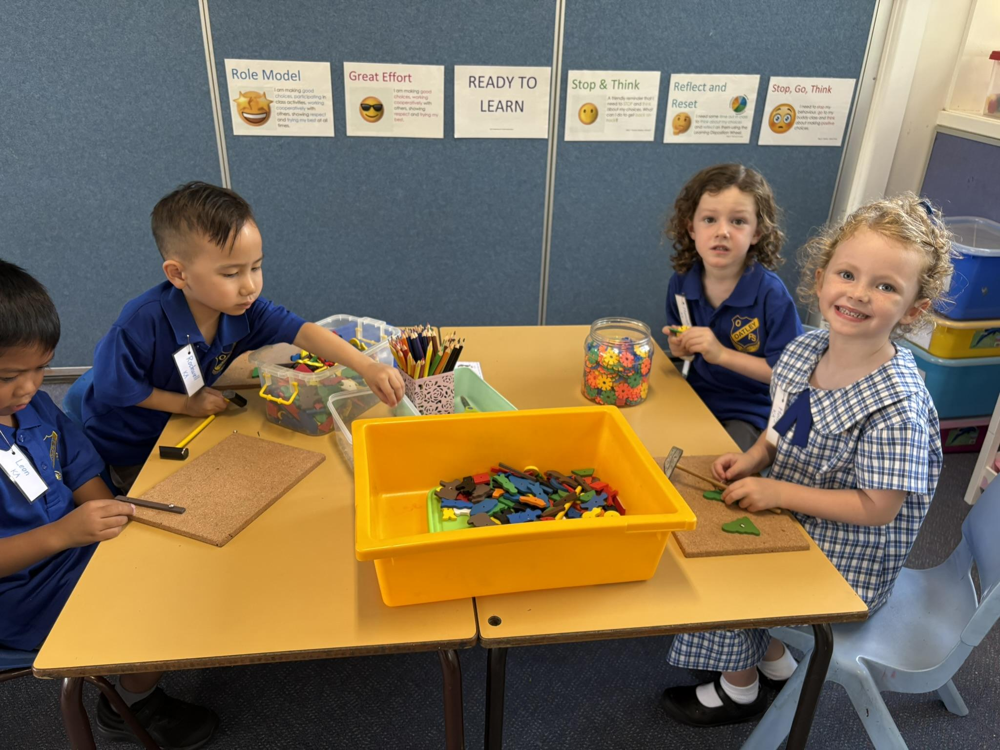 Role Model
I am making good
choices, participating in
class activities, working
cooperatively with
others, showing respect
and trying my best at all
times.
Great Effort
I am making good
choices, working
cooperatively with
others, showing
respect and trying my
best.
READY TO
LEARN
Stop & Think
A friendly reminder that I
need to STOP and think
about my choices. What
can I do to get back on
track?
Reflect and
Reset
I need some time out in class
to think about my choices
and reflect on them using the
Learning Disposition Wheel.
Stop, Go, Think
I need to stop my
behaviour, go to my
buddy class and think
about making positive
choices.
Rockwell
KA
Leon
KA
O
OATLEY
PS